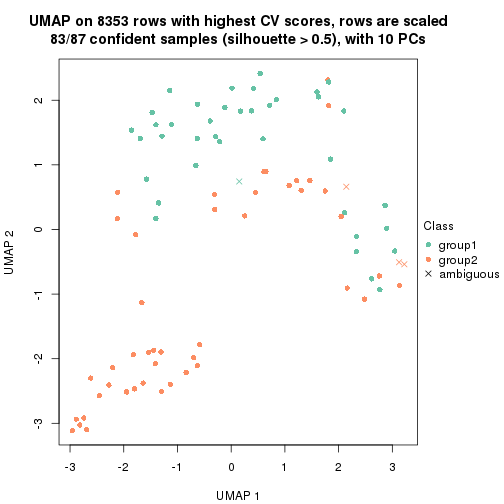 UMAP on 8353 rows with highest CV scores, rows are scaled
83/87 confident samples (silhouette > 0.5), with 10 PCs
2
1
0
-1
-2
-3
UMAP 2
Class
group1
group2
ambiguous
-3 -2 -1 0 1 2 3
UMAP 1